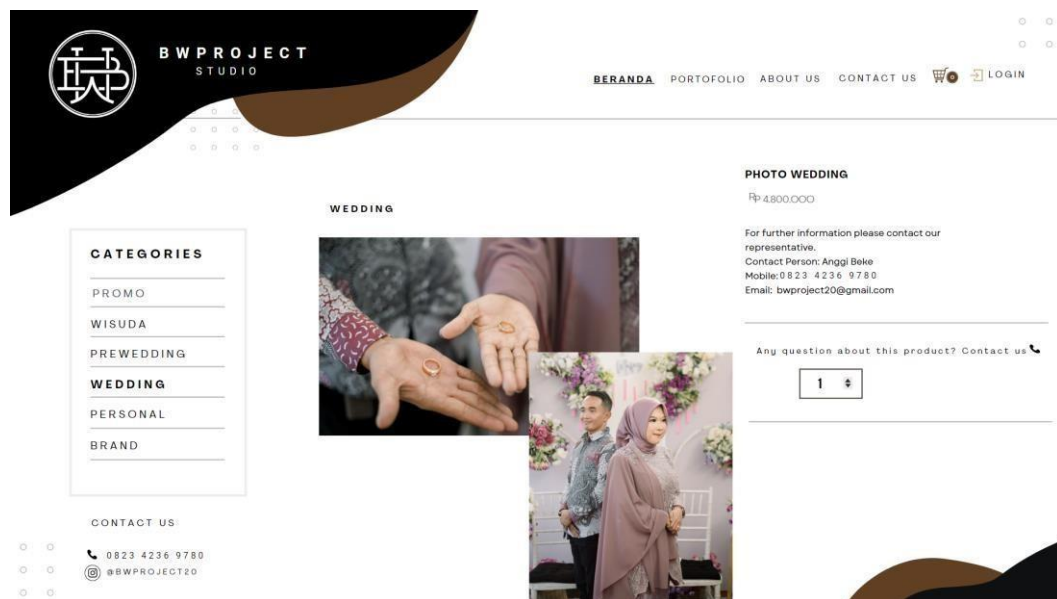 BWPROJECT
STUDIO
BERANDA PORTOFOLIO ABOUT US CONTACT US 0 LOGIN
CATEGORIES
PROMO
WISUDA
PREWEDDING
WEDDING
PERSONAL
BRAND
CONTACT US
0823 4236 9780
@BWPROJECT20
WEDDING
PHOTO WEDDING
RP 4.800.000
For further information please contact our
representative.
Contact Person: Anggi Beke
Mobile:0823 4236 9780
Email: bwproject20@gmail.com
Any question about this product? Contact us
1